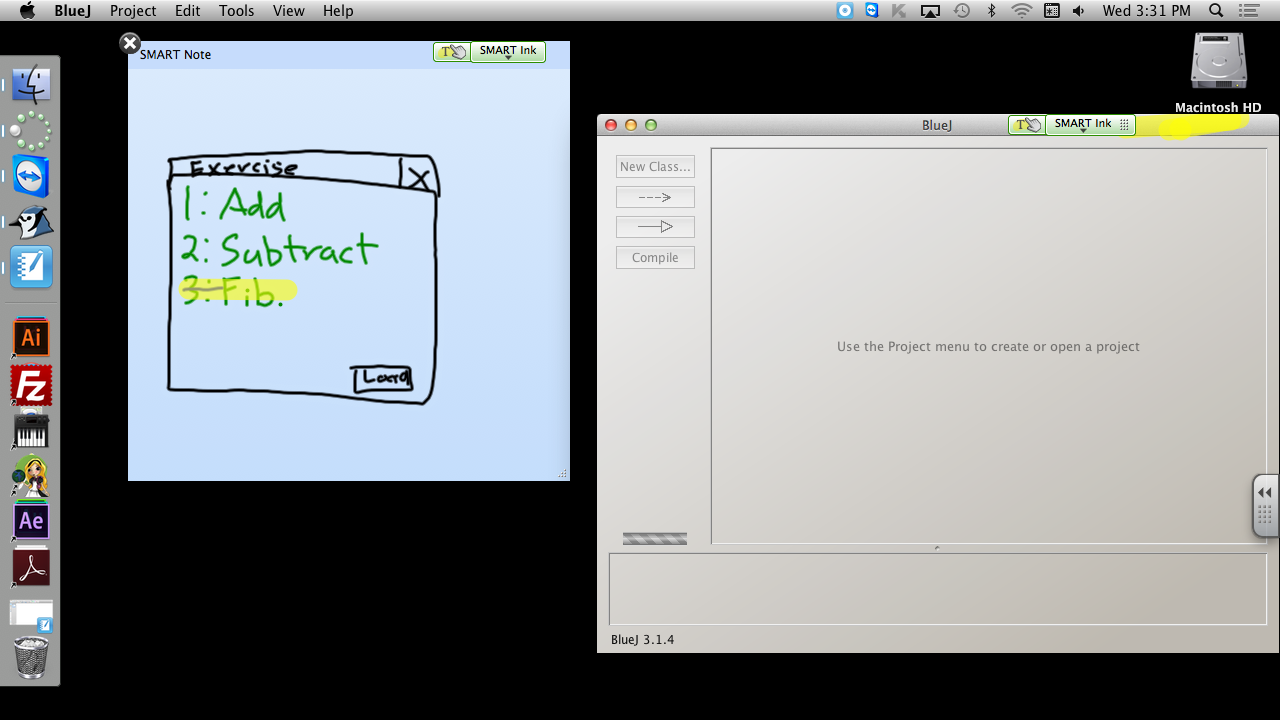 BlueJ Project Edit Tools View Help Wed 3:31 PM
SMART Note T SMART Ink
Exercise X
1: Add
2: Subtract
3: Fib.
Load
Macintosh HD
BlueJ T SMART Ink
New Class...
Compile
Use the Project menu to create or open a project
BlueJ 3.1.4
Ai
Fz
Ae